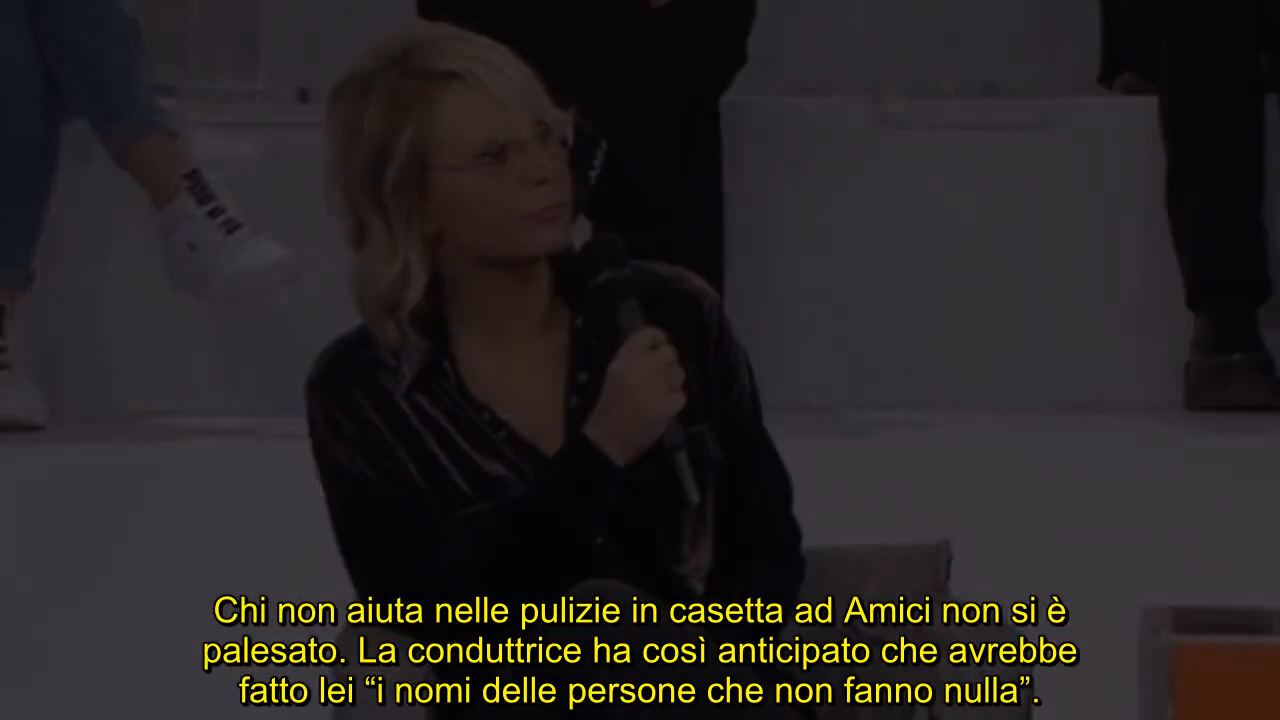 Chi non aiuta nelle pulizie in casetta ad Amici non si è
palesato. La conduttrice ha così anticipato che avrebbe
fatto lei “i nomi delle persone che non fanno nulla”.